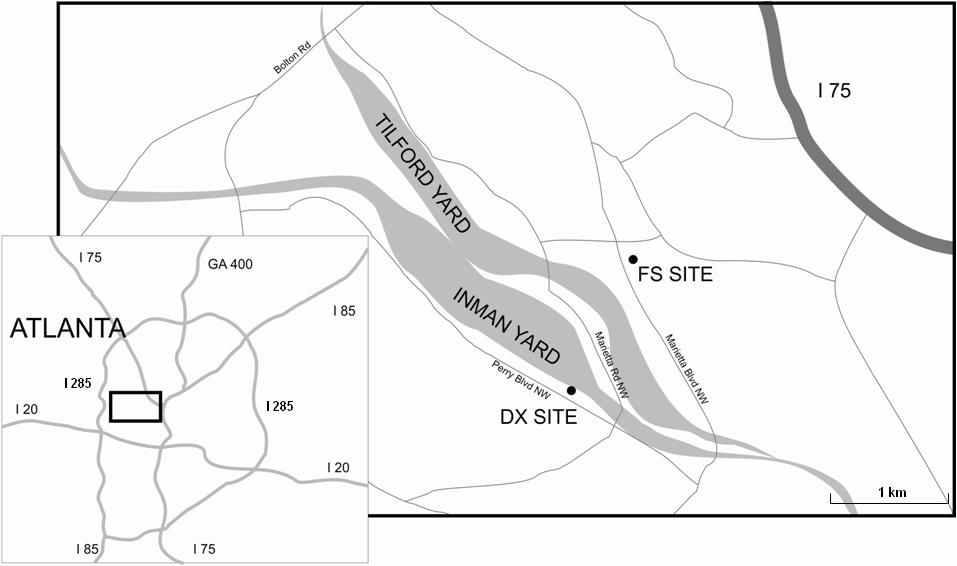 Bolton Rd
I 75
TILFORD YARD
FS SITE
INMAN YARD
Marietta Rd NW
Marietta Blvd NW
Perry Blvd NW
DX SITE
1 km
I 75
GA 400
I 85
ATLANTA
I 285
I 285
I 20
I 20
I 85
I 75